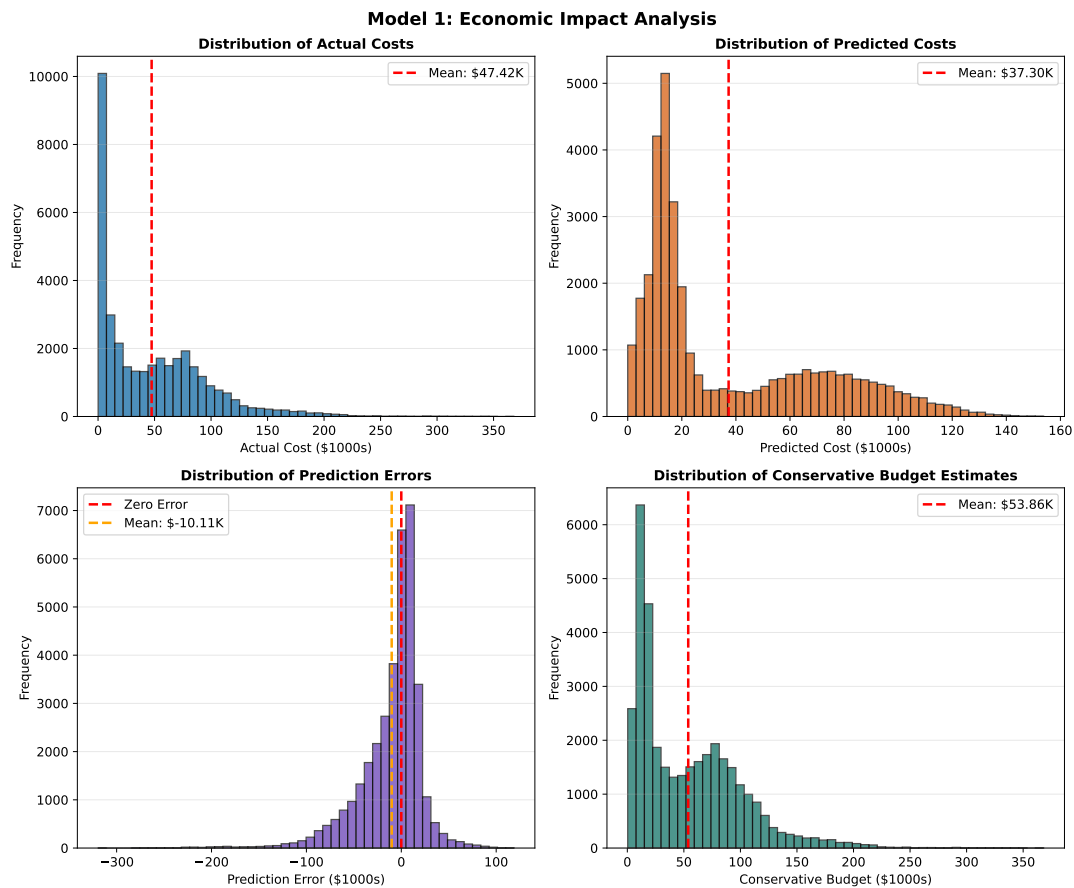 Model 1: Economic Impact Analysis
Distribution of Actual Costs
Mean: $47.42K
Frequency
10000
8000
6000
4000
2000
0
0 50 100 150 200 250 300 350
Actual Cost ($1000s)
Distribution of Predicted Costs
Mean: $37.30K
Frequency
5000
4000
3000
2000
1000
0
0 20 40 60 80 100 120 140 160
Predicted Cost ($1000s)
Distribution of Prediction Errors
Zero Error
Mean: $-10.11K
Frequency
7000
6000
5000
4000
3000
2000
1000
0
−300 −200 −100 0 100
Prediction Error ($1000s)
Distribution of Conservative Budget Estimates
Mean: $53.86K
Frequency
6000
5000
4000
3000
2000
1000
0
0 50 100 150 200 250 300 350
Conservative Budget ($1000s)